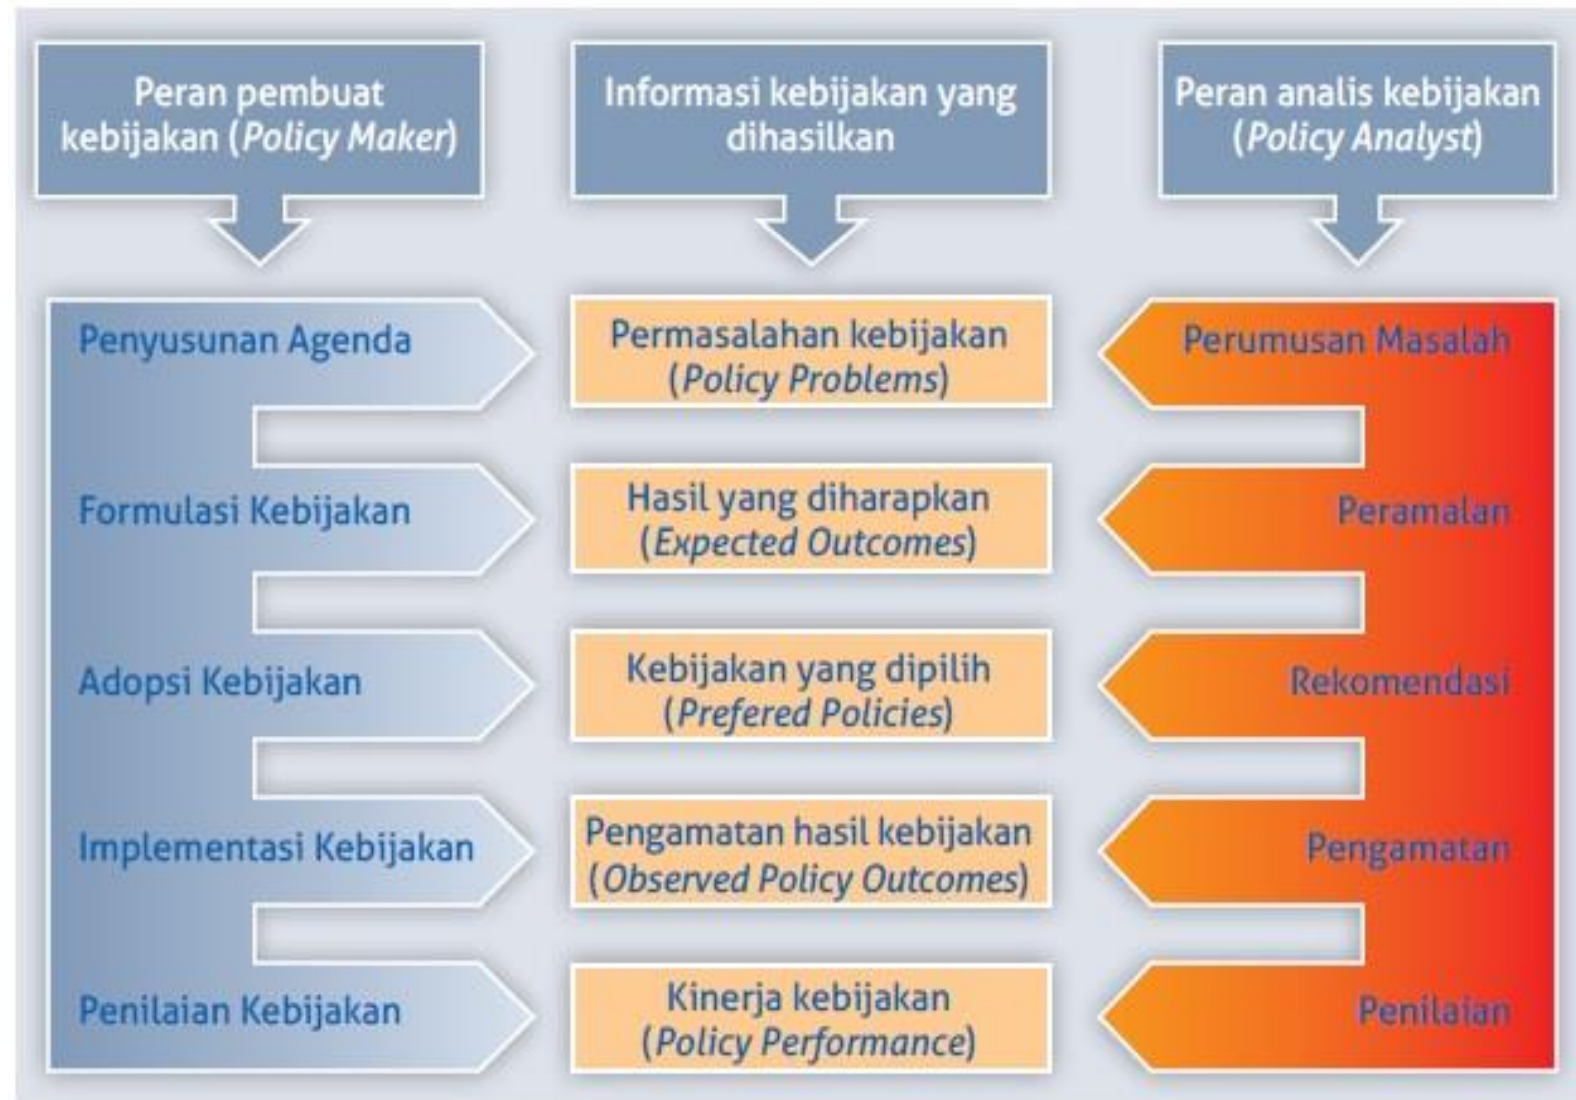 Peran pembuat
kebijakan (Policy Maker)
Informasi kebijakan yang
dihasilkan
Peran analis kebijakan
(Policy Analyst)
Penyusunan Agenda
Permasalahan kebijakan
(Policy Problems)
Perumusan Masalah
Formulasi Kebijakan
Hasil yang diharapkan
(Expected Outcomes)
Peramalan
Adopsi Kebijakan
Kebijakan yang dipilih
(Prefered Policies)
Rekomendasi
Implementasi Kebijakan
Pengamatan hasil kebijakan
(Observed Policy Outcomes)
Pengamatan
Penilaian Kebijakan
Kinerja kebijakan
(Policy Performance)
Penilaian